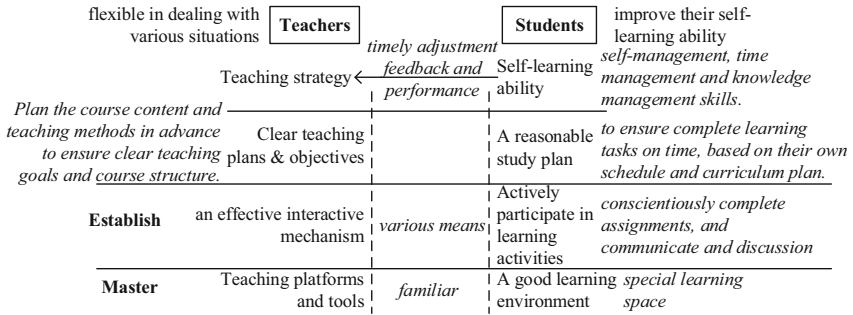 flexible in dealing with
various situations
Teachers
Students
improve their self-
learning ability
Teaching strategy
timely adjustment
feedback and
performance
Self-learning
ability
self-management, time
management and knowledge
management skills.
Plan the course content and
teaching methods in advance
to ensure clear teaching
goals and course structure.
Clear teaching
plans & objectives
A reasonable
study plan
to ensure complete learning
tasks on time, based on their own
schedule and curriculum plan.
Establish
an effective interactive
mechanism
various means
Actively
participate in
learning
activities
conscientiously complete
assignments, and
communicate and discussion
Master
Teaching platforms
and tools
familiar
A good learning
environment
special learning
space